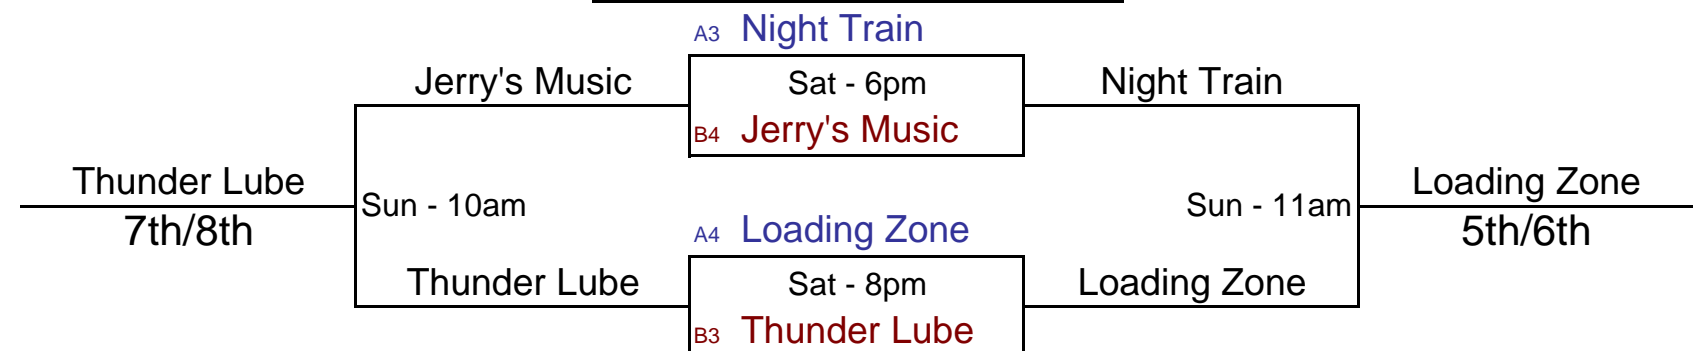 A3 Night Train
Jerry's Music Sat - 6pm Night Train
B4 Jerry's Music
Thunder Lube Loading Zone
Sun - 10am Sun - 11am
7th/8th A4 Loading Zone 5th/6th
Thunder Lube Sat - 8pm Loading Zone
B3 Thunder Lube